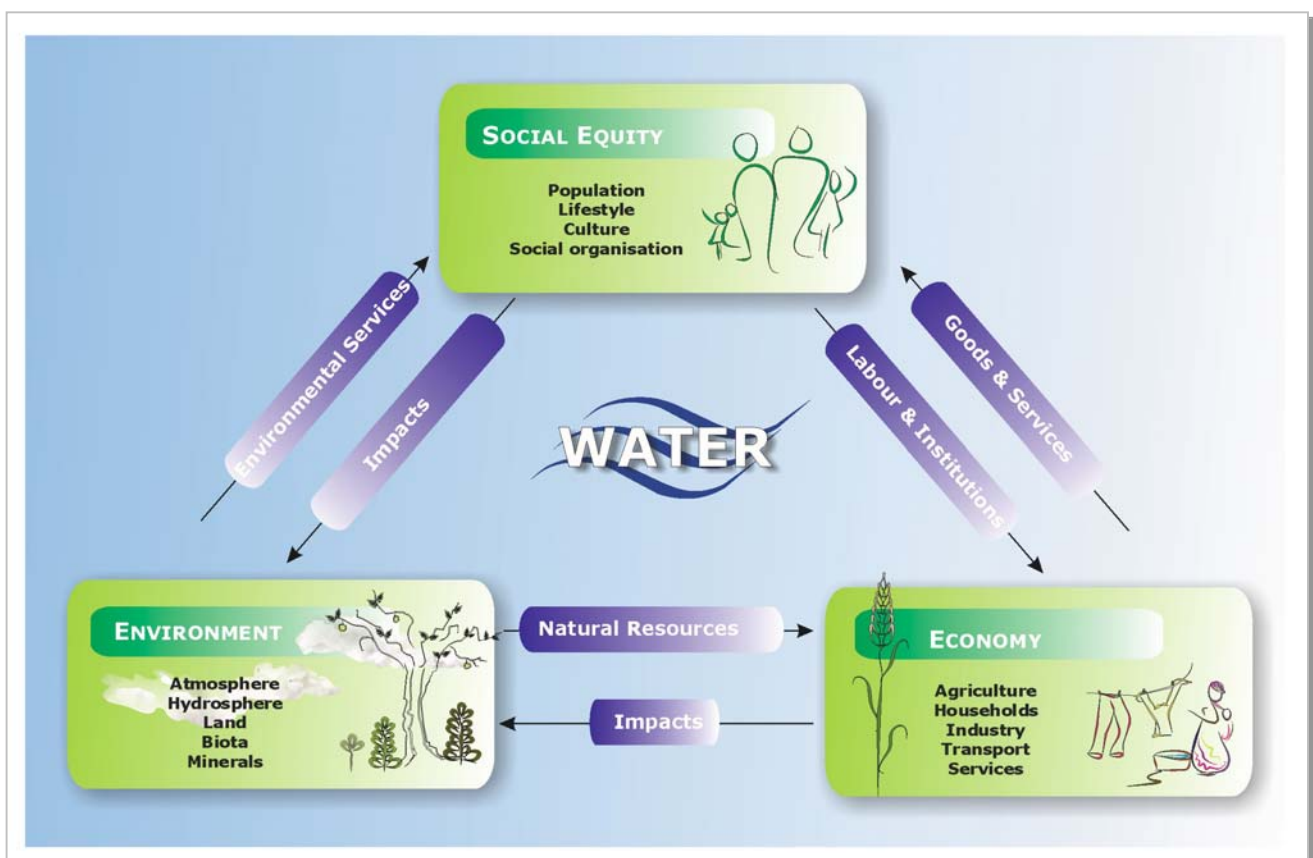 SOCIAL EQUITY
Population
Lifestyle
Culture
Social organisation
Environmental Services
Impacts
WATER
Labour & Institutions
Goods & Services
ENVIRONMENT
Atmosphere
Hydrosphere
Land
Biota
Minerals
Natural Resources
Impacts
ECONOMY
Agriculture
Households
Industry
Transport
Services